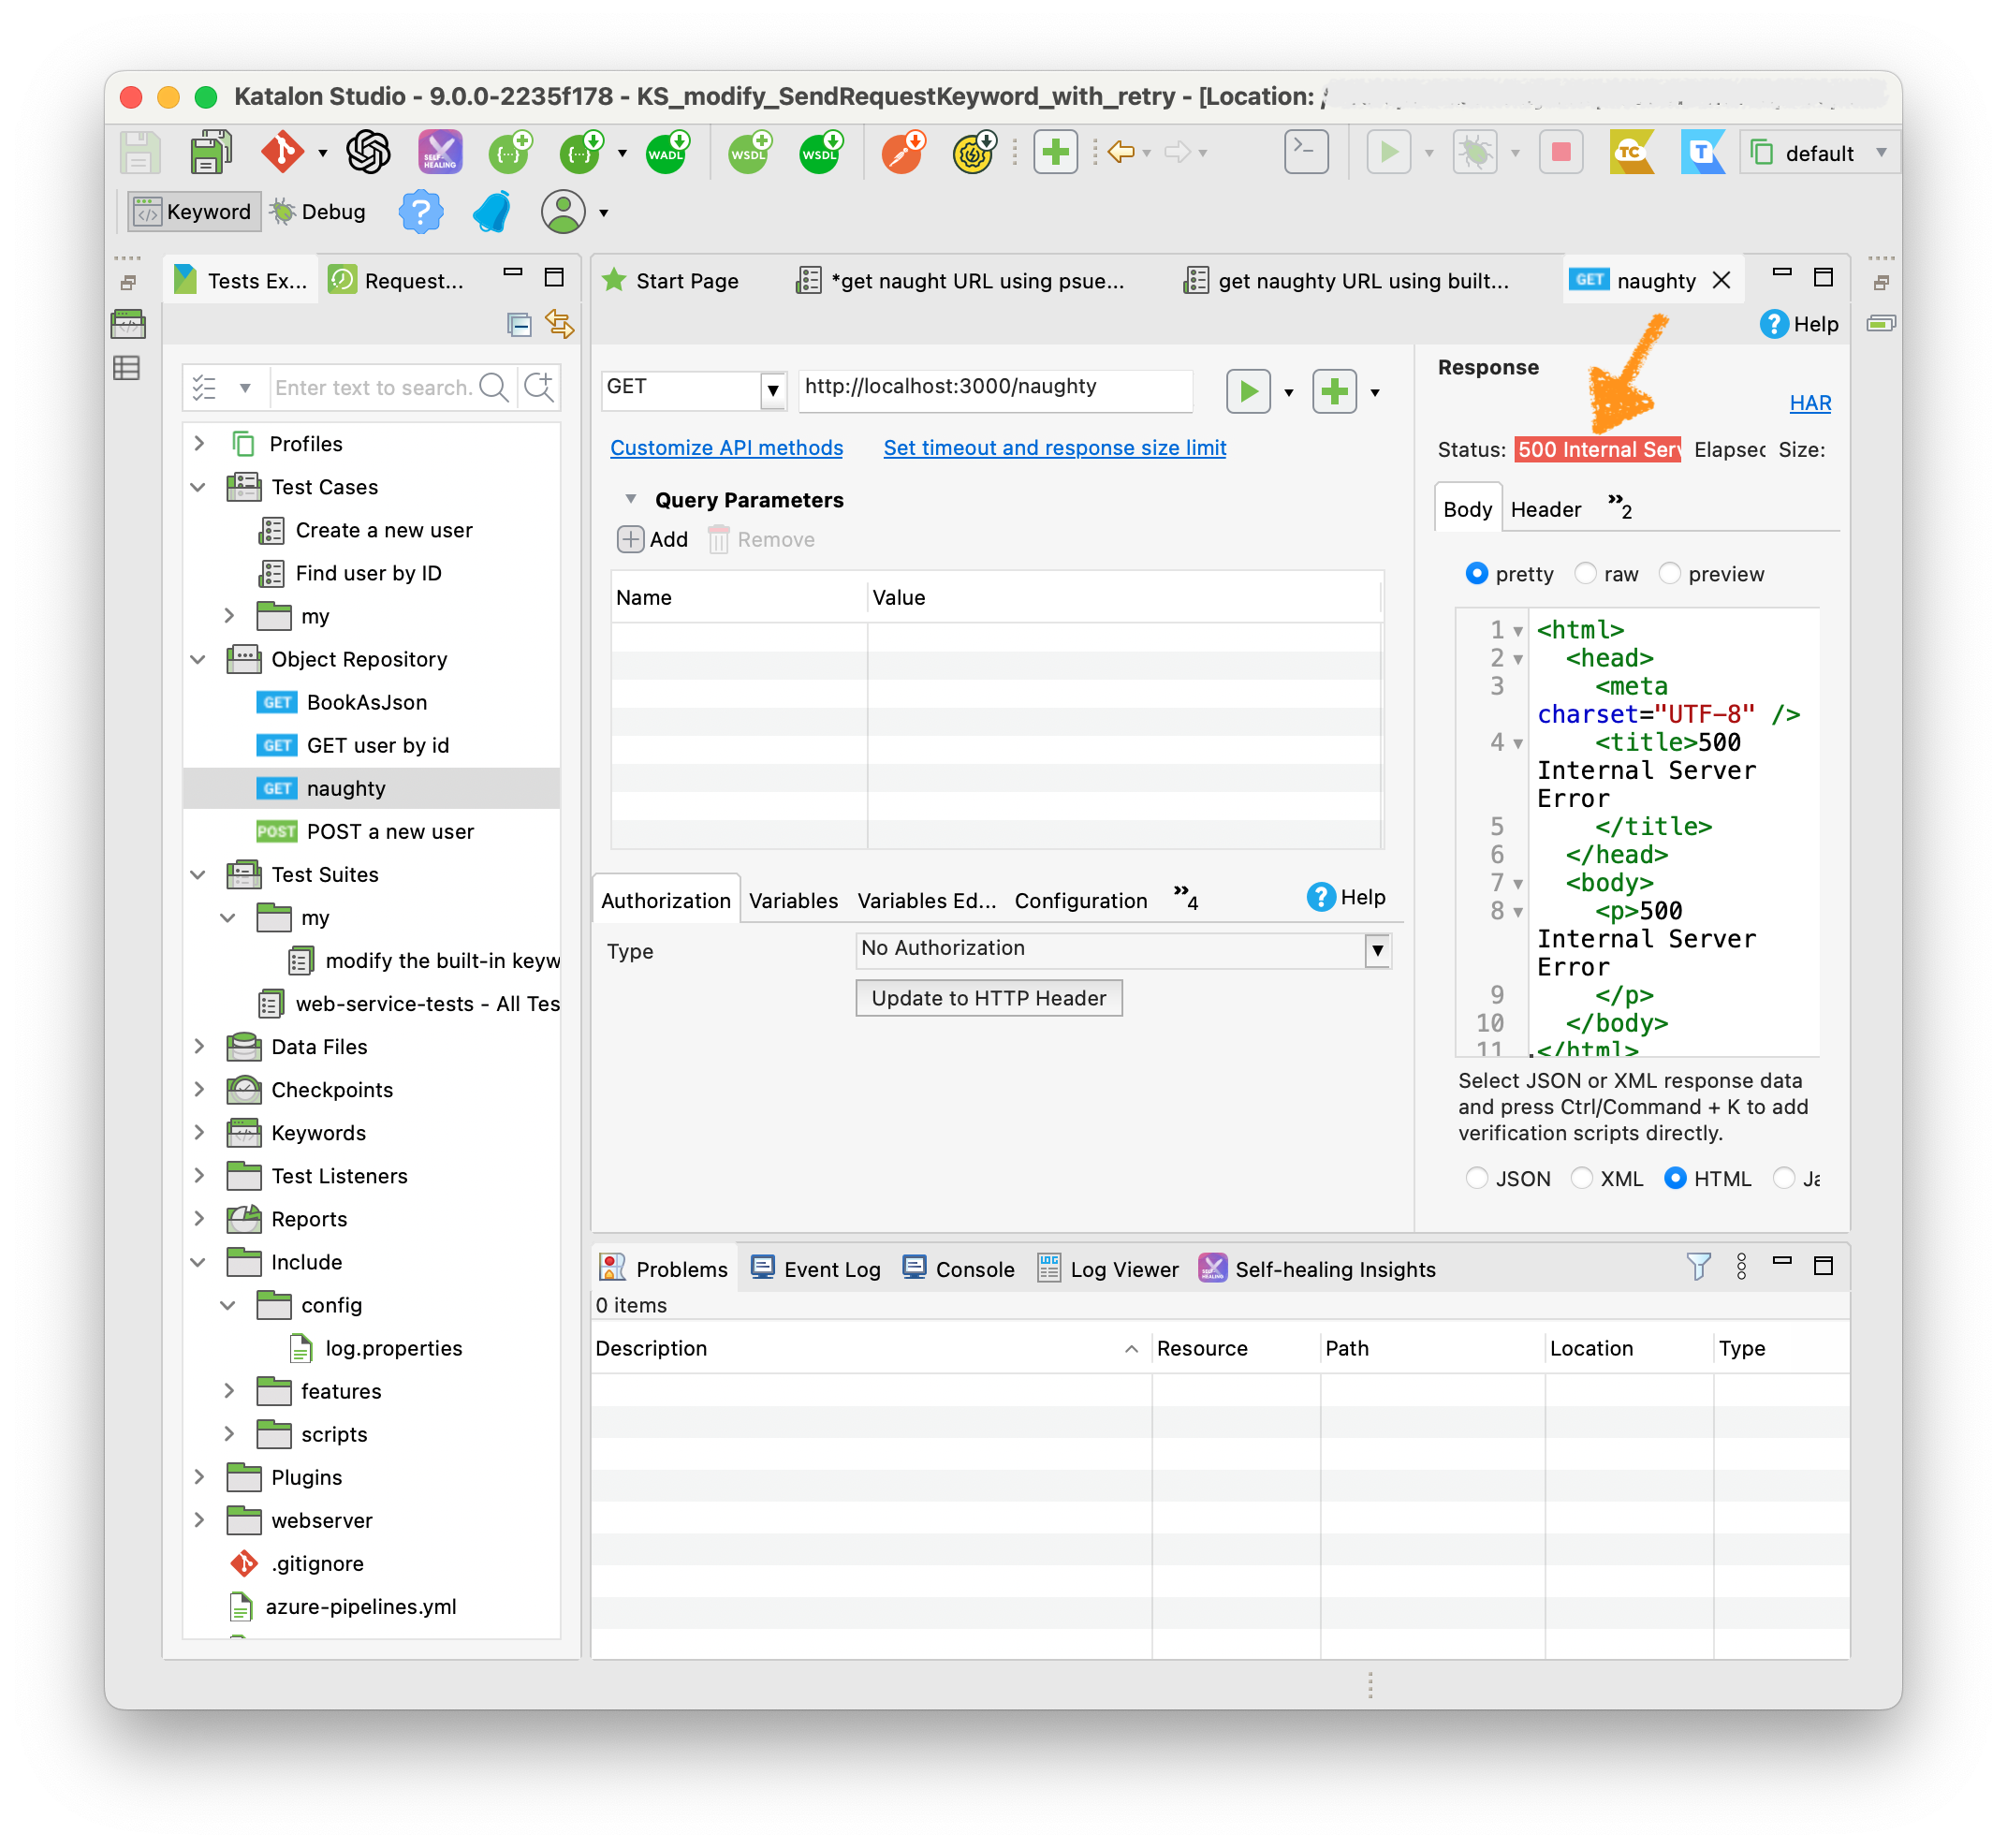 Katalon Studio - 9.0.0-2235f178 - KS_modify_SendRequestKeyword_with_retry - [Location: /
SELF-HEALING
WADL
WSDL
WSDL
TC
T
default
Keyword
Debug
Tests Ex...
Request...
Enter text to search.
Profiles
Test Cases
Create a new user
Find user by ID
my
Object Repository
GET BookAsJson
GET GET user by id
GET naughty
POST POST a new user
Test Suites
my
modify the built-in keyw
web-service-tests - All Tes
Data Files
Checkpoints
Keywords
Test Listeners
Reports
Include
config
log.properties
features
scripts
Plugins
webserver
.gitignore
azure-pipelines.yml
Start Page
*get naught URL using psue...
get naughty URL using built...
GET naughty
Help
GET
http://localhost:3000/naughty
Customize API methods
Set timeout and response size limit
Query Parameters
Add
Remove
Name Value
Authorization
Variables
Variables Ed...
Configuration
»4
Help
Type
No Authorization
Update to HTTP Header
Response
HAR
Status: 500 Internal Serv Elapsec Size:
Body
Header
»2
pretty
raw
preview
1 <html>
2 <head>
3 <meta
charset="UTF-8" />
4 <title>500
Internal Server
Error
5 </title>
6 </head>
7 <body>
8 <p>500
Internal Server
Error
9 </p>
10 </body>
11 </html>
Select JSON or XML response data
and press Ctrl/Command + K to add
verification scripts directly.
JSON
XML
HTML
Ja
Problems
Event Log
Console
LOG
Log Viewer
SELF-HEALING
Self-healing Insights
0 items
Description Resource Path Location Type